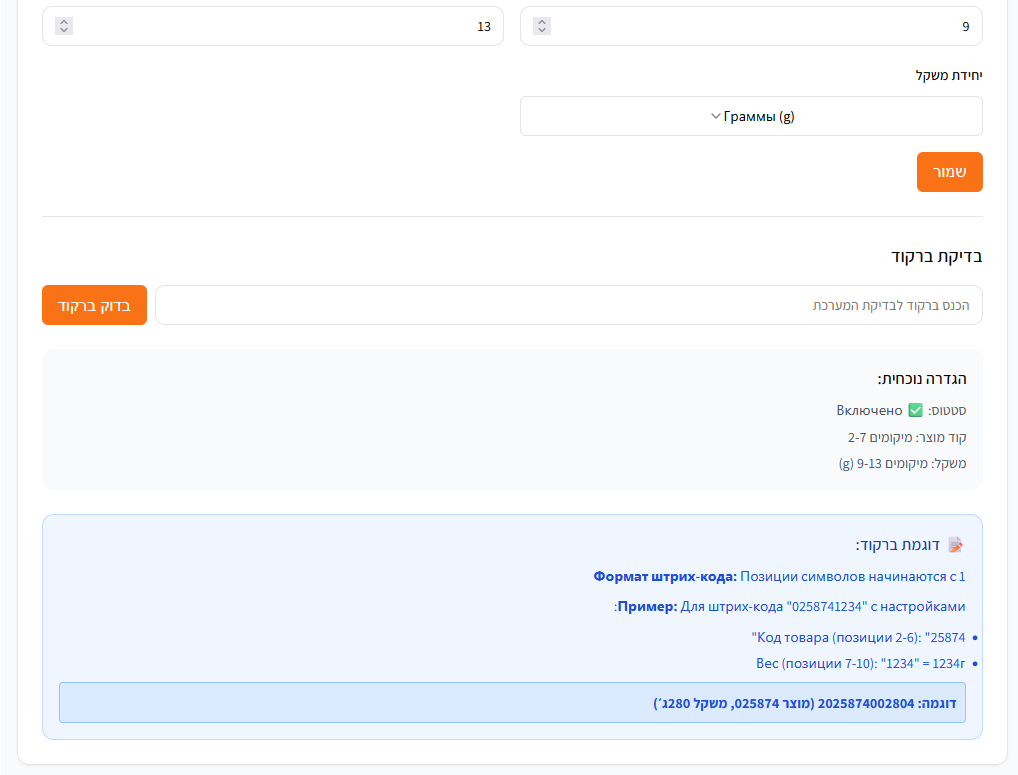 9
13
יחידת משקל
Граммы (g)
שמור
בדיקת ברקוד
הכנס ברקוד לבדיקת המערכת
בדוק ברקוד
הגדרה נוכחית:
סטטוס: ✅ Включено
קוד מוצר: מיקומים 2-7
משקל: מיקומים 9-13 (g)
📝 דוגמת ברקוד:
Формат штрих-кода: Позиции символов начинаются с 1
Пример: Для штрих-кода "0258741234" с настройками:
• Код товара (позиции 2-6): "25874"
• Вес (позиции 7-10): "1234" = 1234г
דוגמה: 2025874002804 (מוצר 025874, משקל 280ג׳)